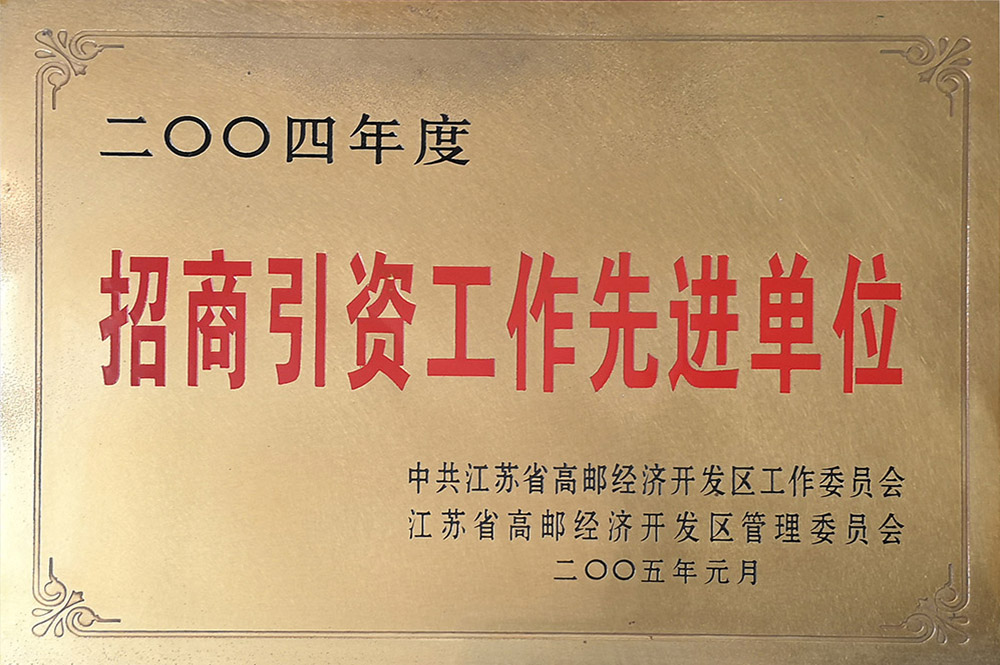 二〇〇四年度
招商引资工作先进单位
中共江苏省高邮经济开发区工作委员会
江苏省高邮经济开发区管理委员会
二〇〇五年元月